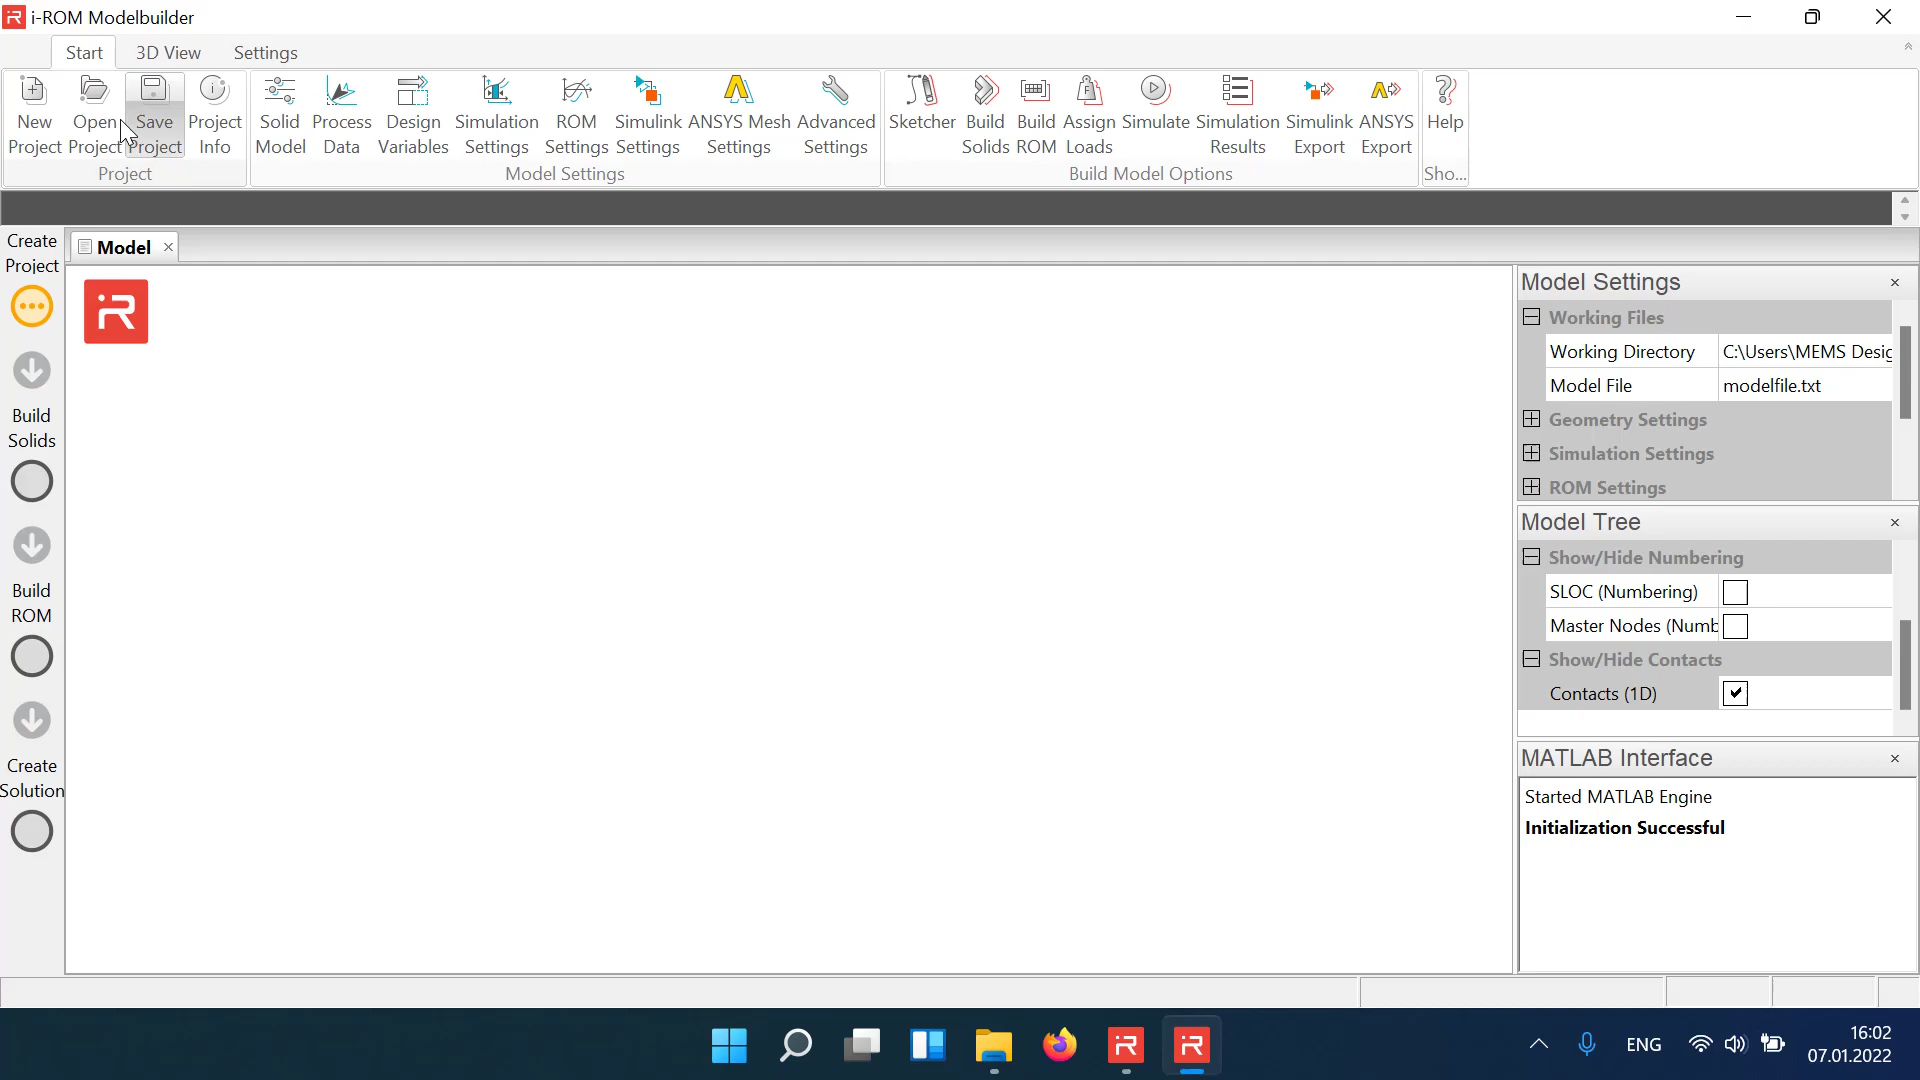 i-ROM Modelbuilder
Start 3D View Settings
New Project
Open Project
Save Project
Project Info
Project
Solid Model
Process Data
Design Variables
Simulation Settings
ROM Settings
Simulink Settings
ANSYS Mesh Settings
Advanced Settings
Model Settings
Sketcher
Build Solids
Build ROM
Assign Loads
Simulate
Simulation Results
Simulink Export
ANSYS Export
Build Model Options
Help
Sho...
Create
Project
Build
Solids
Build
ROM
Create
Solution
Model
iR
Model Settings
Working Files
Working Directory C:\Users\MEMS Desig
Model File modelfile.txt
Geometry Settings
Simulation Settings
ROM Settings
Model Tree
Show/Hide Numbering
SLOC (Numbering)
Master Nodes (Numb
Show/Hide Contacts
Contacts (1D)
MATLAB Interface
Started MATLAB Engine
Initialization Successful
ENG
16:02
07.01.2022